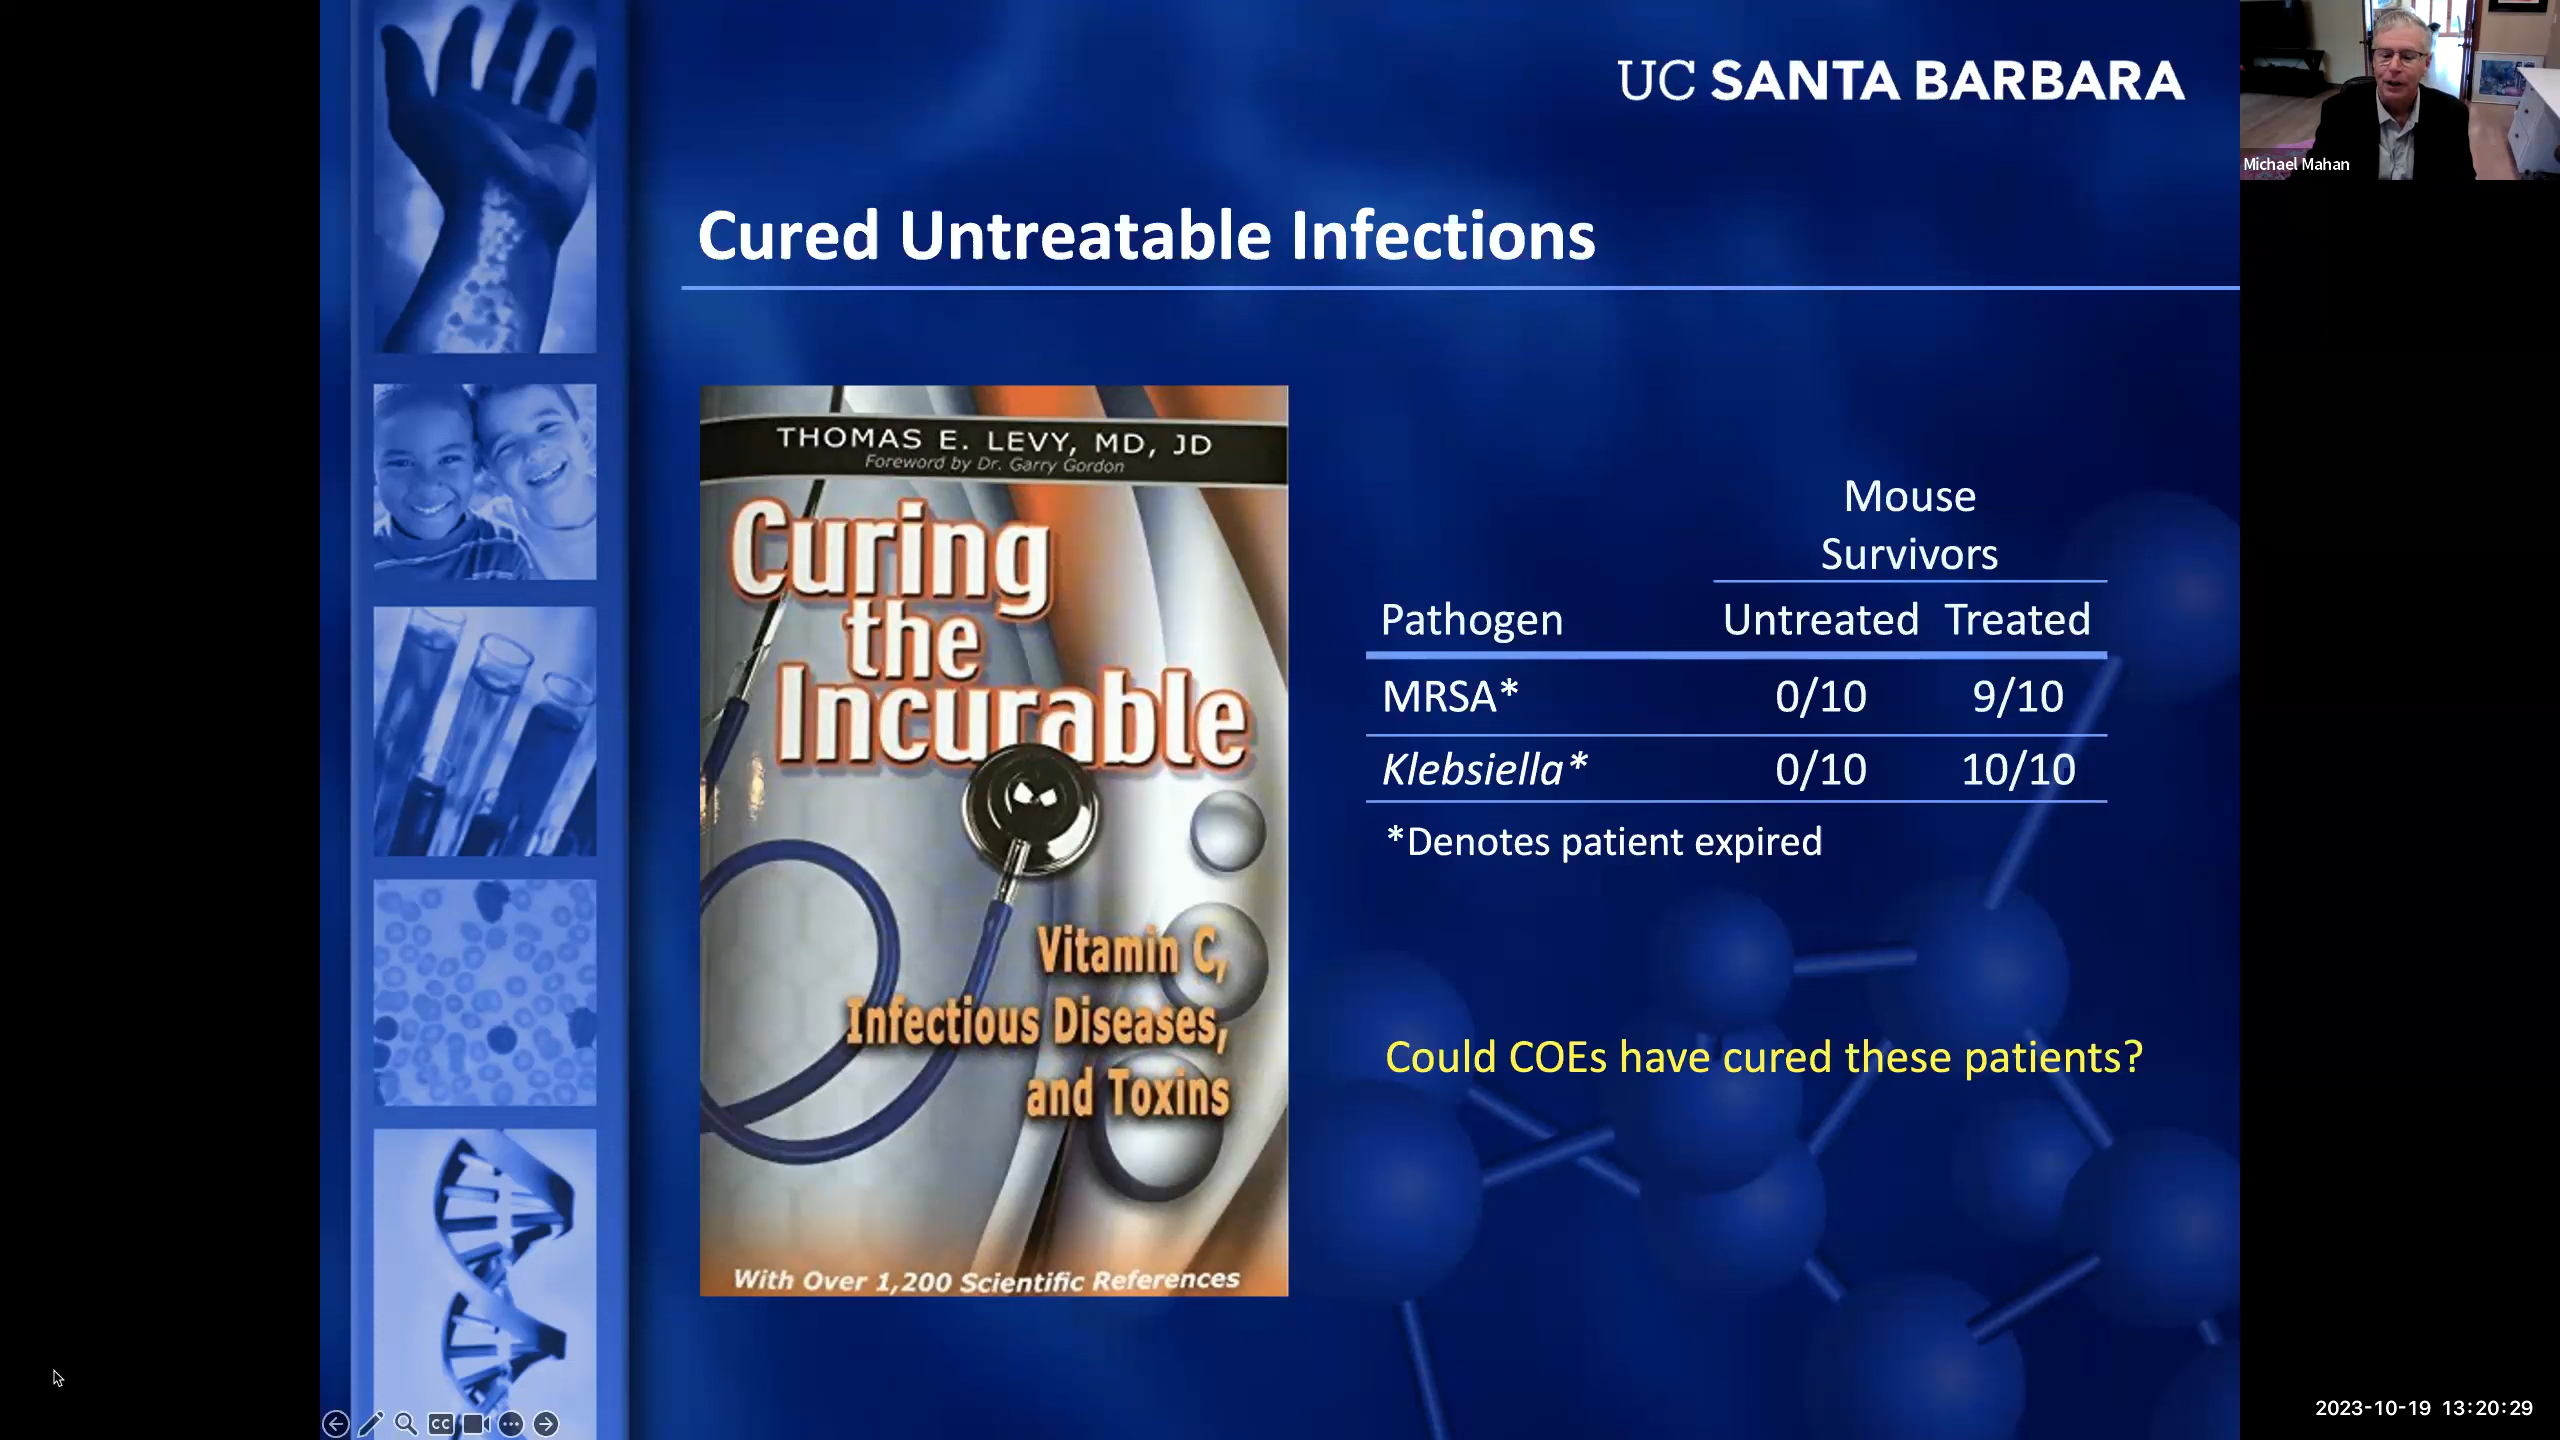 UC SANTA BARBARA
Michael Mahan
Cured Untreatable Infections
THOMAS E. LEVY, MD, JD
Foreword by Dr. Garry Gordon
Curing
the
Incurable
Vitamin C,
Infectious Diseases,
and Toxins
With Over 1,200 Scientific References
Mouse
Survivors
Pathogen Untreated Treated
MRSA* 0/10 9/10
Klebsiella* 0/10 10/10
*Denotes patient expired
Could COEs have cured these patients?
CC
2023-10-19 13:20:29